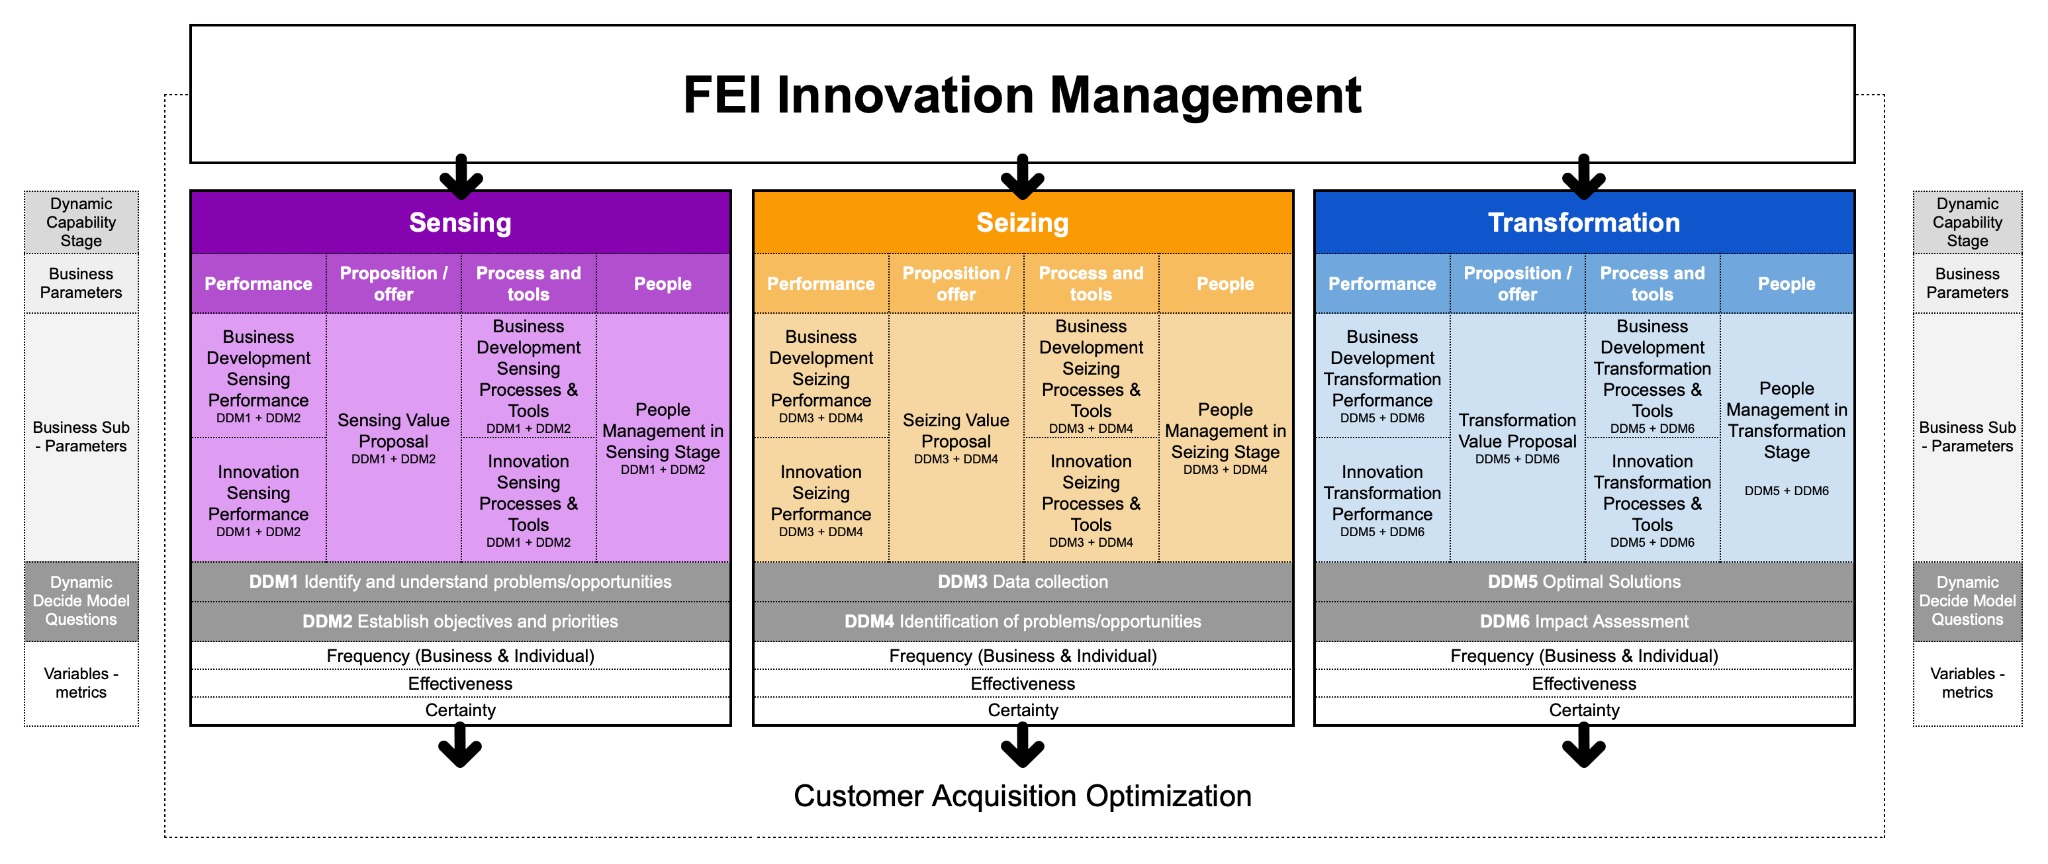 FEI Innovation Management
Dynamic
Capability
Stage
Business
Parameters
Business Sub
- Parameters
Dynamic
Decide Model
Questions
Variables -
metrics
Sensing
Performance
Proposition /
offer
Process and
tools
People
Business
Development
Sensing
Performance
DDM1 + DDM2
Innovation
Sensing
Performance
DDM1 + DDM2
Sensing Value
Proposal
DDM1 + DDM2
Business
Development
Sensing
Processes &
Tools
DDM1 + DDM2
Innovation
Sensing
Processes &
Tools
DDM1 + DDM2
People
Management in
Sensing Stage
DDM1 + DDM2
DDM1 Identify and understand problems/opportunities
DDM2 Establish objectives and priorities
Frequency (Business & Individual)
Effectiveness
Certainty
Seizing
Performance
Proposition /
offer
Process and
tools
People
Business
Development
Seizing
Performance
DDM3 + DDM4
Innovation
Seizing
Performance
DDM3 + DDM4
Seizing Value
Proposal
DDM3 + DDM4
Business
Development
Seizing
Processes &
Tools
DDM3 + DDM4
Innovation
Seizing
Processes &
Tools
DDM3 + DDM4
People
Management in
Seizing Stage
DDM3 + DDM4
DDM3 Data collection
DDM4 Identification of problems/opportunities
Frequency (Business & Individual)
Effectiveness
Certainty
Transformation
Performance
Proposition /
offer
Process and
tools
People
Business
Development
Transformation
Performance
DDM5 + DDM6
Innovation
Transformation
Performance
DDM5 + DDM6
Transformation
Value Proposal
DDM5 + DDM6
Business
Development
Transformation
Processes &
Tools
DDM5 + DDM6
Innovation
Transformation
Processes &
Tools
DDM5 + DDM6
People
Management in
Transformation
Stage
DDM5 + DDM6
DDM5 Optimal Solutions
DDM6 Impact Assessment
Frequency (Business & Individual)
Effectiveness
Certainty
Dynamic
Capability
Stage
Business
Parameters
Business Sub
- Parameters
Dynamic
Decide Model
Questions
Variables -
metrics
Customer Acquisition Optimization